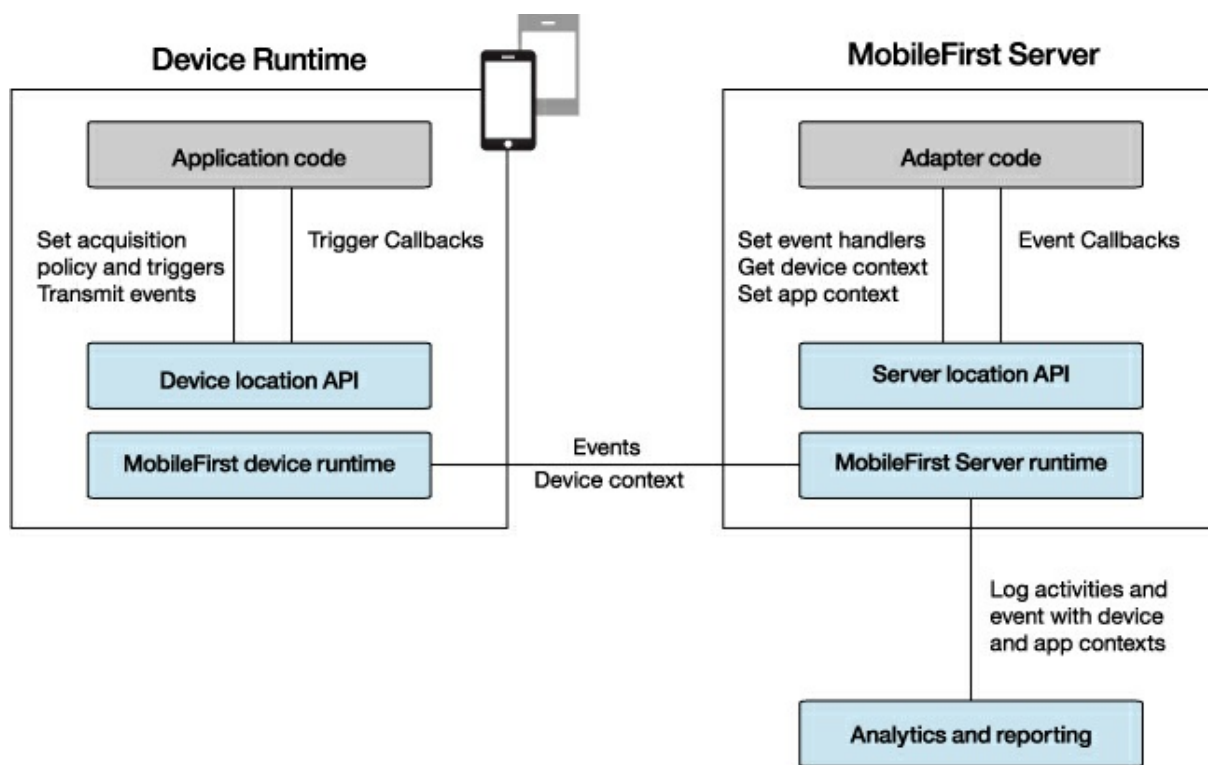 Device Runtime
Application code
Set acquisition
policy and triggers
Transmit events
Trigger Callbacks
Device location API
MobileFirst device runtime
Events
Device context
MobileFirst Server
Adapter code
Set event handlers
Get device context
Set app context
Event Callbacks
Server location API
MobileFirst Server runtime
Log activities and
event with device
and app contexts
Analytics and reporting